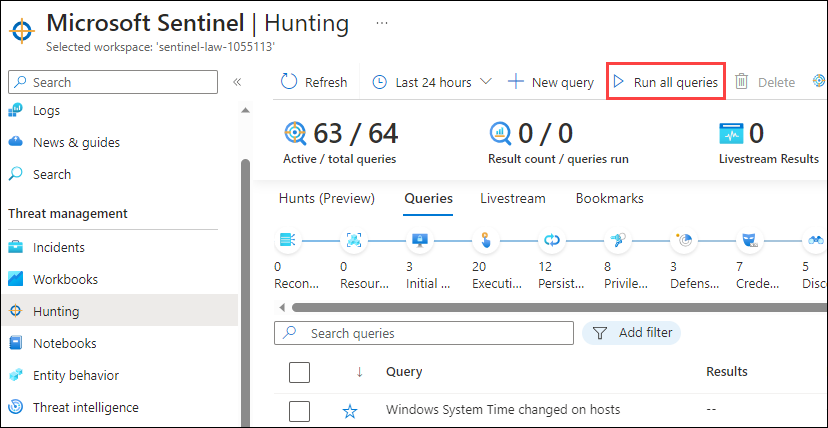 Microsoft Sentinel | Hunting ...
Selected workspace: 'sentinel-law-1055113'
Search «
Refresh Last 24 hours New query Run all queries Delete
Logs
News & guides
Search
Threat management
Incidents
Workbooks
Hunting
Notebooks
Entity behavior
Threat intelligence
63 / 64 0 / 0 0
Active / total queries Result count / queries run Livestream Results
Hunts (Preview) Queries Livestream Bookmarks
0 0 3 20 12 8 3 7 5
Recon... Resour... Initial ... Executi... Persist... Privile... Defens... Crede... Disc
Search queries Add filter
↓ Query Results
Windows System Time changed on hosts --